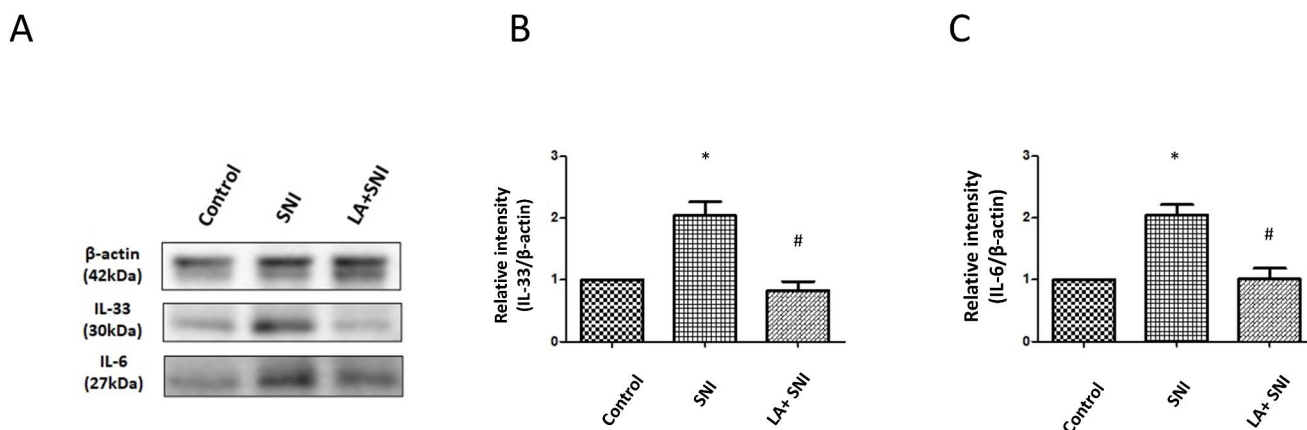 A
B
C
Control
SNI
LA+SNI
β-actin
(42kDa)
IL-33
(30kDa)
IL-6
(27kDa)
Relative intensity
(IL-33/β-actin)
3
2
1
0
*
#
Control
SNI
LA+ SNI
Relative intensity
(IL-6/β-actin)
3
2
1
0
*
#
Control
SNI
LA+ SNI